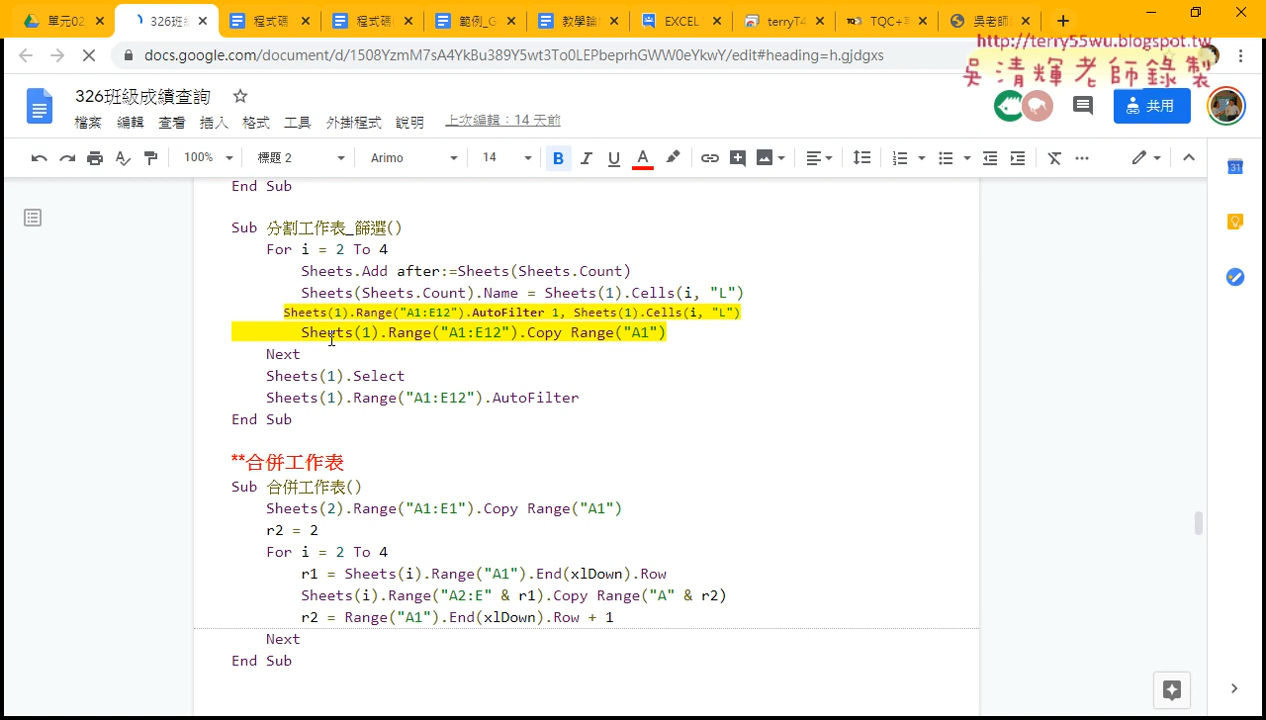 單元02
326班級
程式碼
程式碼
範例_G
教學論
EXCEL
terryT4
TQC+
吳老師
docs.google.com/document/d/1508YzmM7sA4YkBu389Y5wt3To0LEPbeprhGWW0eYkwY/edit#heading=h.gjdgxs
http://terry55wu.blogspot.tw
吳清輝老師錄製
326班級成績查詢
檔案 編輯 查看 插入 格式 工具 外掛程式 說明 上次編輯：14 天前
共用
100% 標題 2 Arimo 14 B I U A
31
End Sub
Sub 分割工作表_篩選()
For i = 2 To 4
Sheets.Add after:=Sheets(Sheets.Count)
Sheets(Sheets.Count).Name = Sheets(1).Cells(i, "L")
Sheets(1).Range("A1:E12").AutoFilter 1, Sheets(1).Cells(i, "L")
Sheets(1).Range("A1:E12").Copy Range("A1")
Next
Sheets(1).Select
Sheets(1).Range("A1:E12").AutoFilter
End Sub
**合併工作表
Sub 合併工作表()
Sheets(2).Range("A1:E1").Copy Range("A1")
r2 = 2
For i = 2 To 4
r1 = Sheets(i).Range("A1").End(xlDown).Row
Sheets(i).Range("A2:E" & r1).Copy Range("A" & r2)
r2 = Range("A1").End(xlDown).Row + 1
Next
End Sub